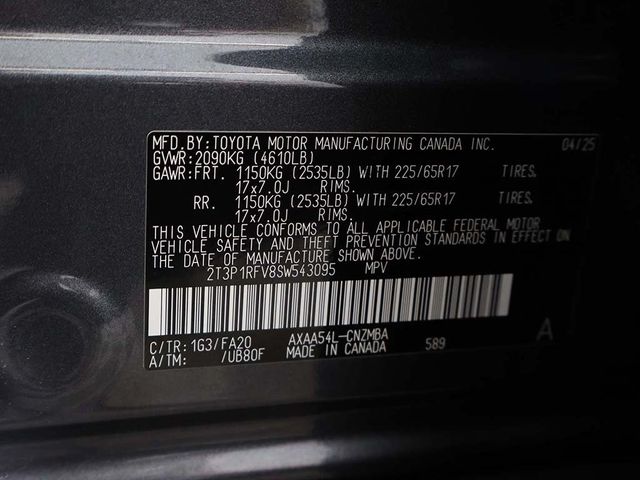 MFD.BY:TOYOTA MOTOR MANUFACTURING CANADA INC. 04/25
GVWR:2090KG (4610LB)
GAWR:FRT. 1150KG (2535LB) WITH 225/65R17 TIRES.
17x7.0J RIMS.
RR. 1150KG (2535LB) WITH 225/65R17 TIRES.
17x7.0J RIMS.
THIS VEHICLE CONFORMS TO ALL APPLICABLE FEDERAL MOTOR
VEHICLE SAFETY AND THEFT PREVENTION STANDARDS IN EFFECT ON
THE DATE OF MANUFACTURE SHOWN ABOVE.
2T3P1RFV8SW543095 MPV
C/TR:1G3/FA20 AXAA54L-CNZMBA A
A/TM: /UB80F MADE IN CANADA 589